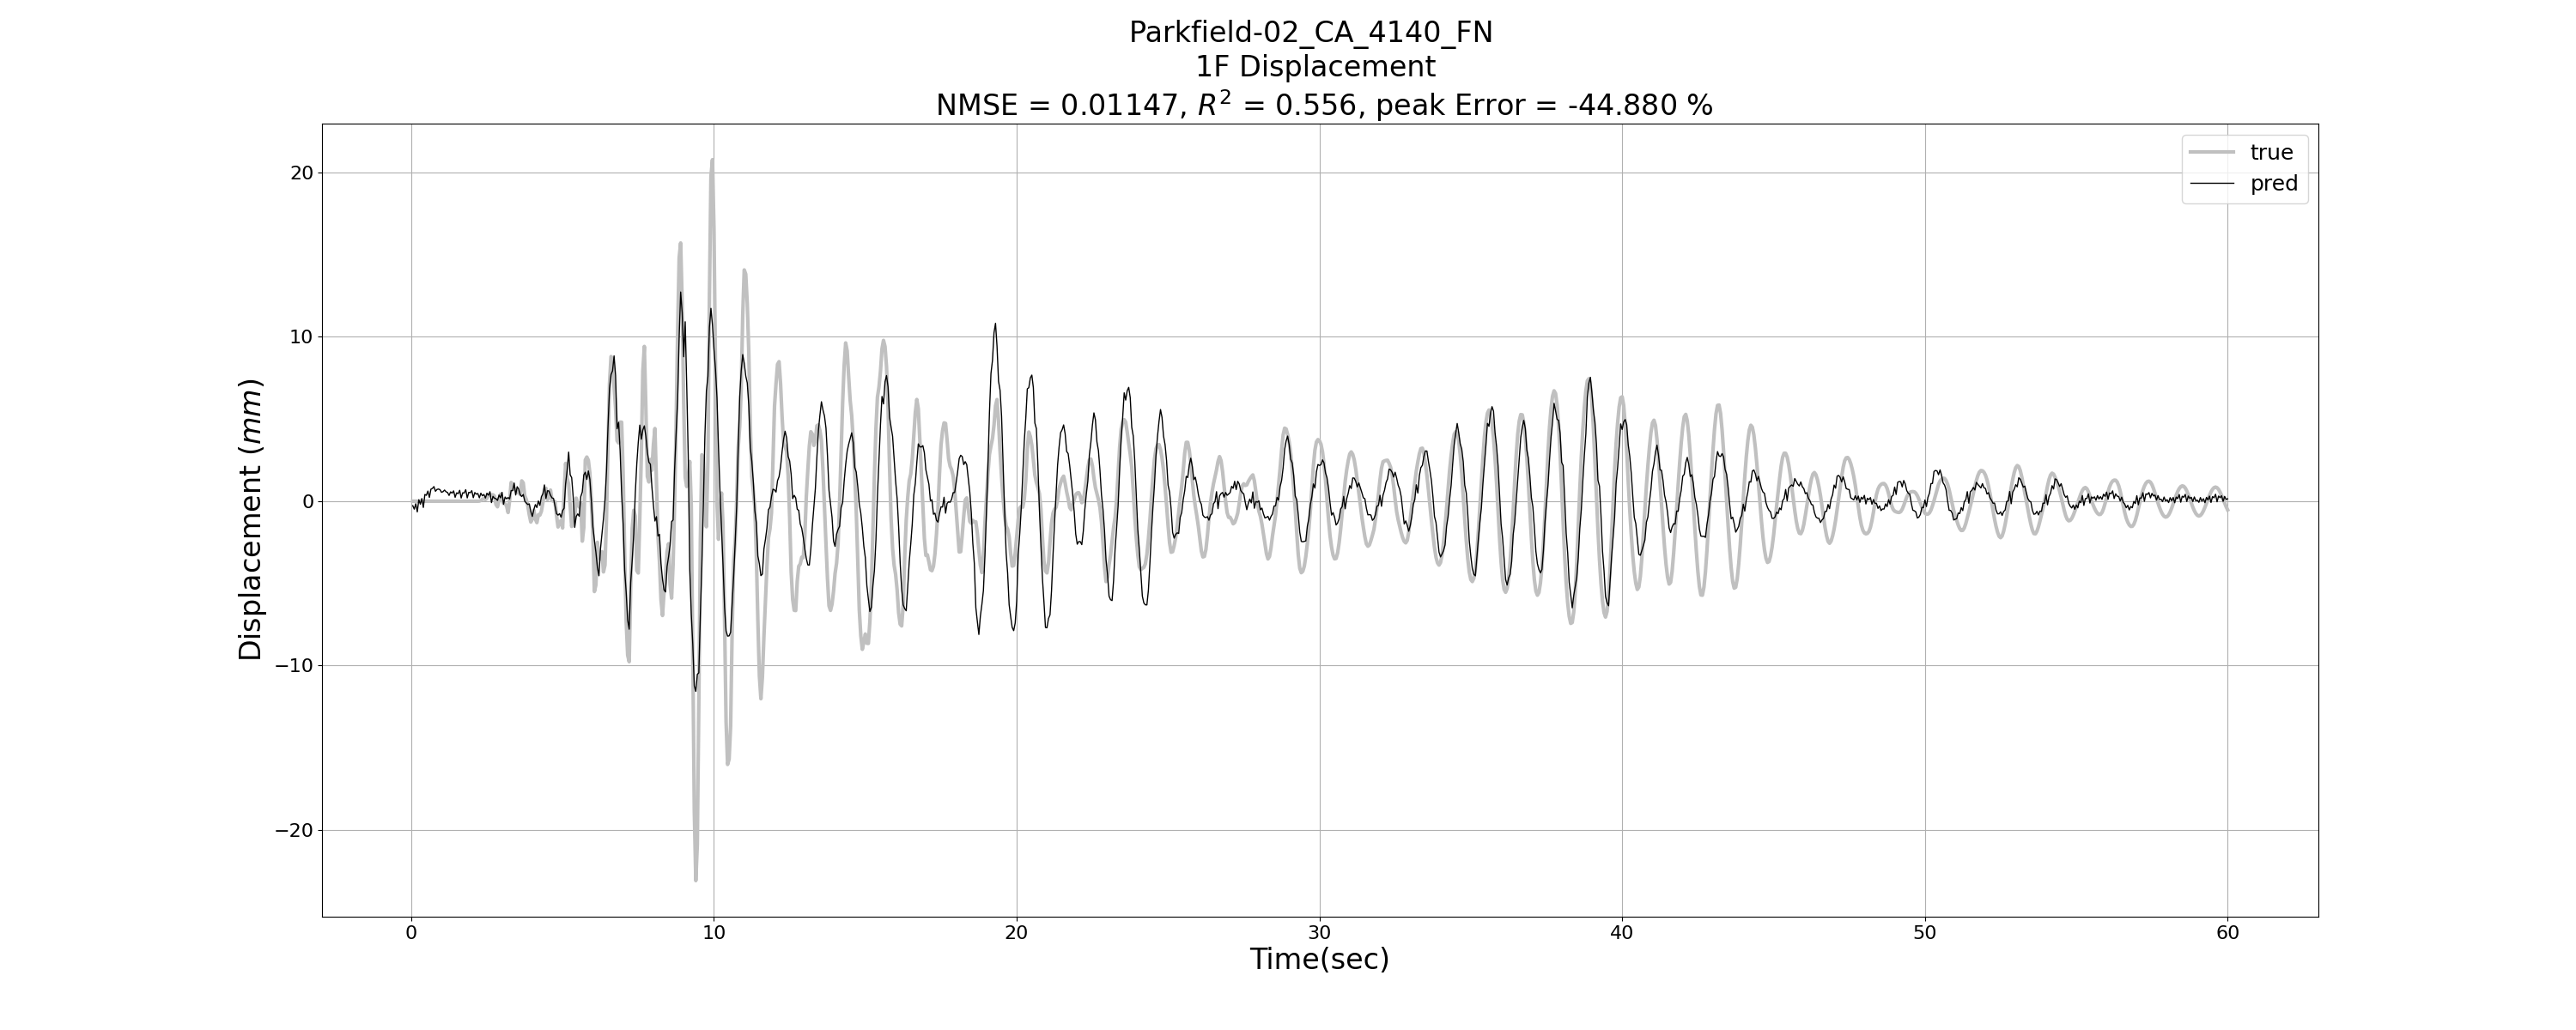 Parkfield-02_CA_4140_FN
1F Displacement
NMSE = 0.01147, R² = 0.556, peak Error = -44.880 %
true
pred
Displacement (mm)
20
10
0
−10
−20
0 10 20 30 40 50 60
Time(sec)